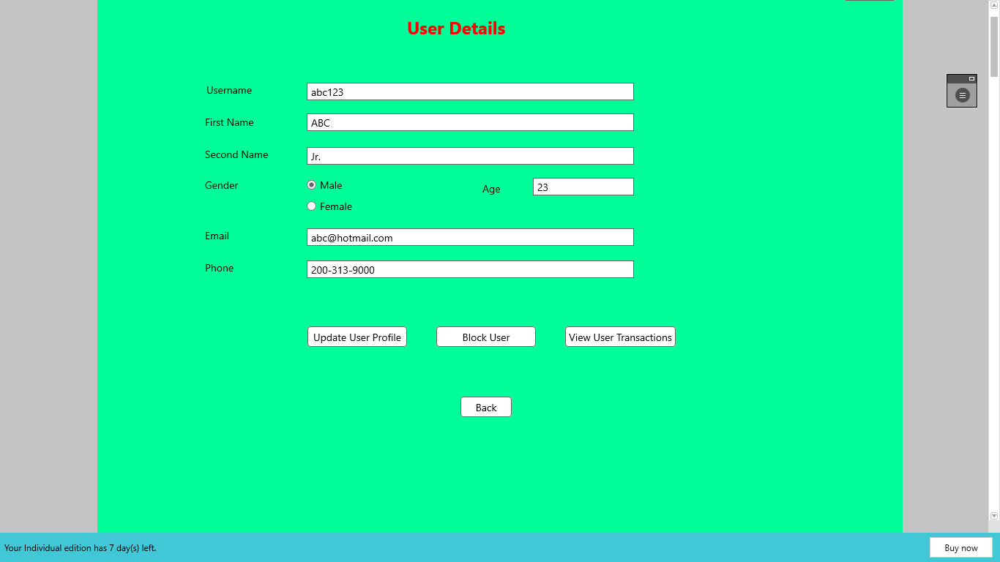 User Details
Username abc123
First Name ABC
Second Name Jr.
Gender Male Age 23
Female
Email abc@hotmail.com
Phone 200-313-9000
Update User Profile Block User View User Transactions
Back
Your Individual edition has 7 day(s) left. Buy now